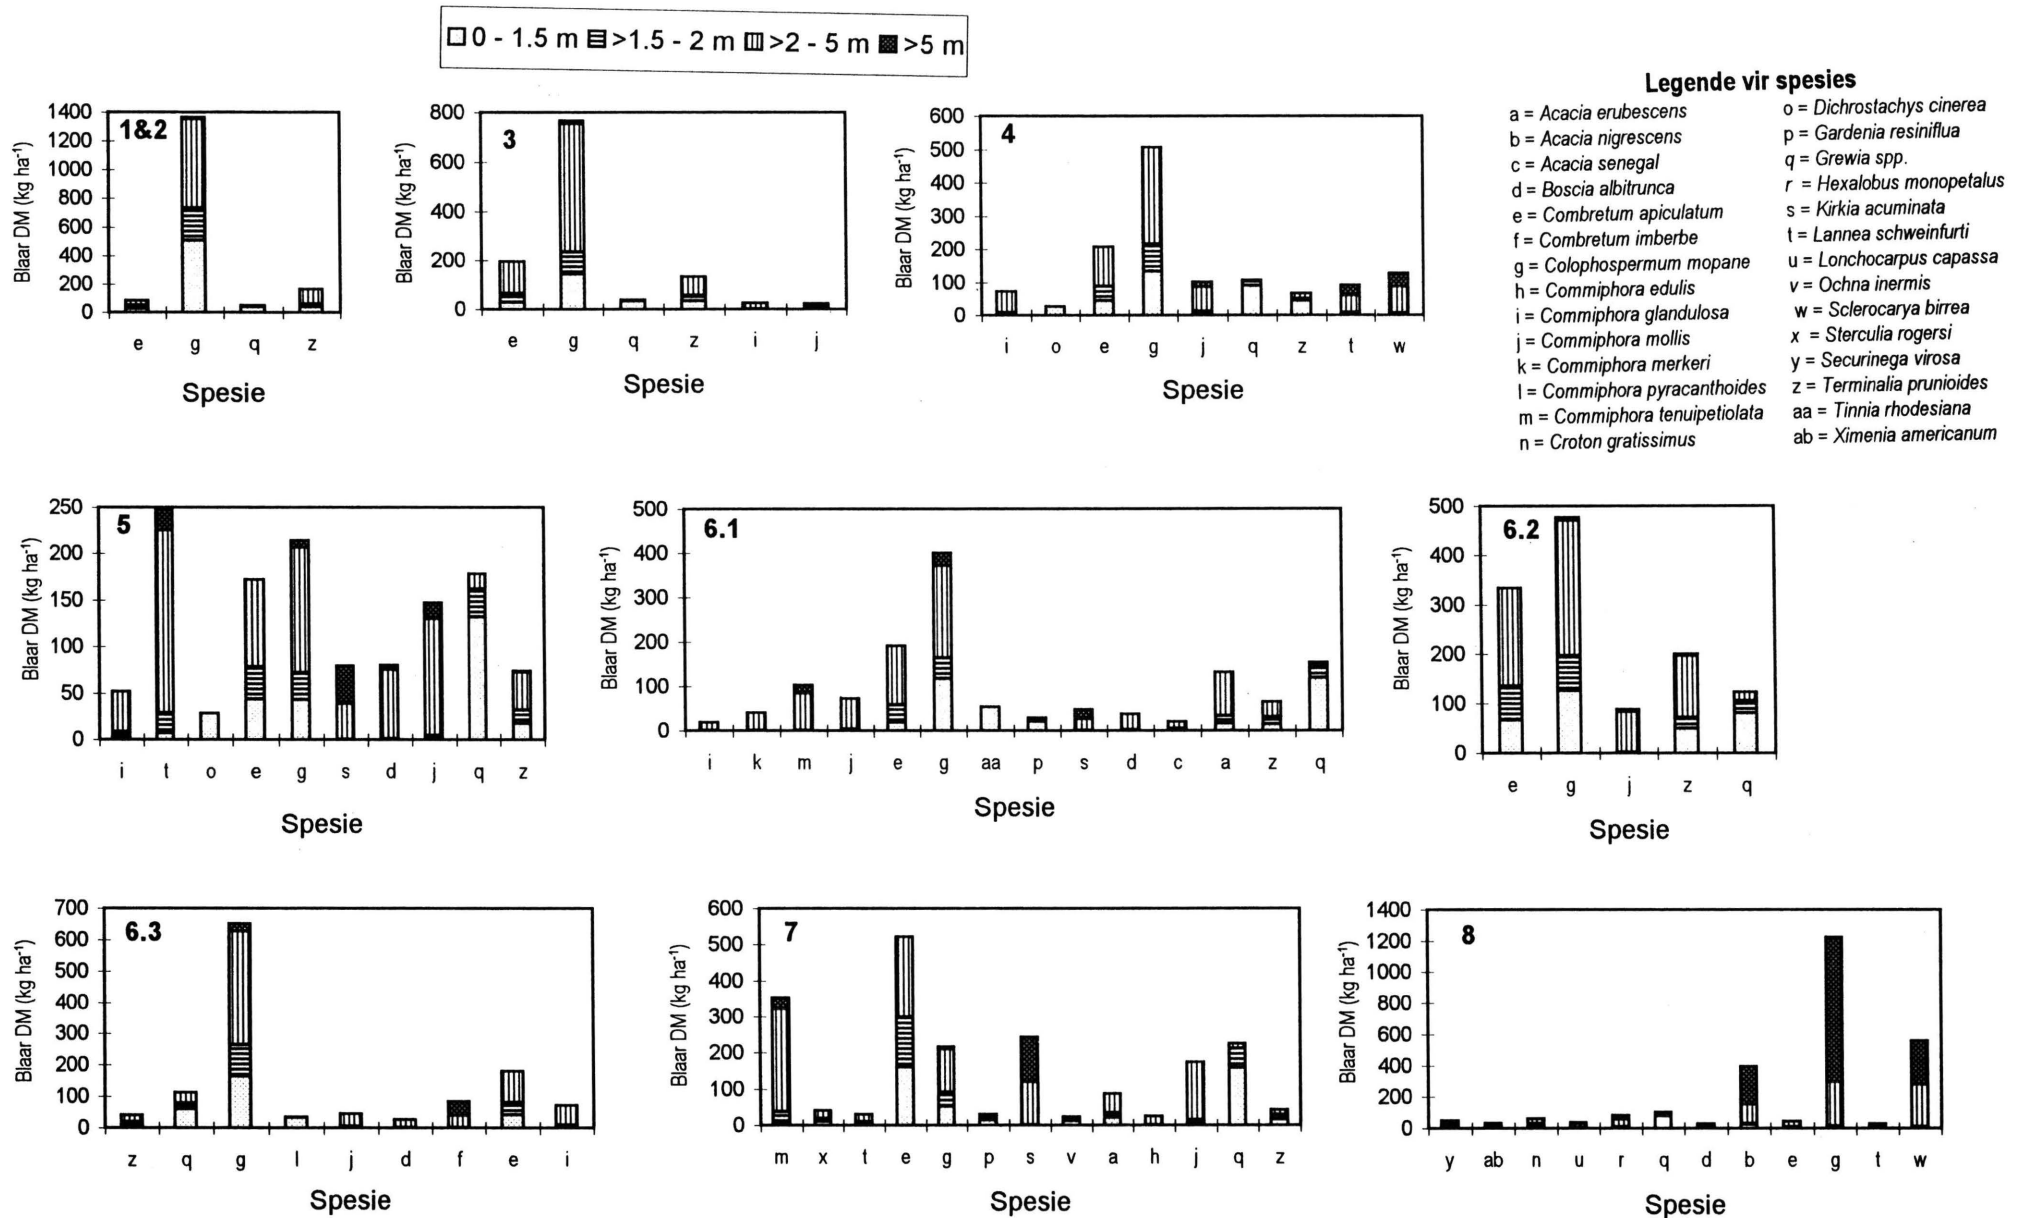 0 - 1.5 m >1.5 - 2 m >2 - 5 m >5 m
Legende vir spesies
a = Acacia erubescens
b = Acacia nigrescens
c = Acacia senegal
d = Boscia albitrunca
e = Combretum apiculatum
f = Combretum imberbe
g = Colophospermum mopane
h = Commiphora edulis
i = Commiphora glandulosa
j = Commiphora mollis
k = Commiphora merkeri
l = Commiphora pyracanthoides
m = Commiphora tenuipetiolata
n = Croton gratissimus
o = Dichrostachys cinerea
p = Gardenia resiniflua
q = Grewia spp.
r = Hexalobus monopetalus
s = Kirkia acuminata
t = Lannea schweinfurti
u = Lonchocarpus capassa
v = Ochna inermis
w = Sclerocarya birrea
x = Sterculia rogersi
y = Securinega virosa
z = Terminalia prunioides
aa = Tinnia rhodesiana
ab = Ximenia americanum
1&2
Blaar DM (kg ha⁻¹)
1400
1200
1000
800
600
400
200
0
e g q z
Spesie
3
Blaar DM (kg ha⁻¹)
800
600
400
200
0
e g q z i j
Spesie
4
Blaar DM (kg ha⁻¹)
600
500
400
300
200
100
0
i o e g j q z t w
Spesie
5
Blaar DM (kg ha⁻¹)
250
200
150
100
50
0
i t o e g s d j q z
Spesie
6.1
Blaar DM (kg ha⁻¹)
500
400
300
200
100
0
i k m j e g aa p s d c a z q
Spesie
6.2
Blaar DM (kg ha⁻¹)
500
400
300
200
100
0
e g j z q
Spesie
6.3
Blaar DM (kg ha⁻¹)
700
600
500
400
300
200
100
0
z q g l j d f e i
Spesie
7
Blaar DM (kg ha⁻¹)
600
500
400
300
200
100
0
m x t e g p s v a h j q z
Spesie
8
Blaar DM (kg ha⁻¹)
1400
1200
1000
800
600
400
200
0
y ab n u r q d b e g t w
Spesie